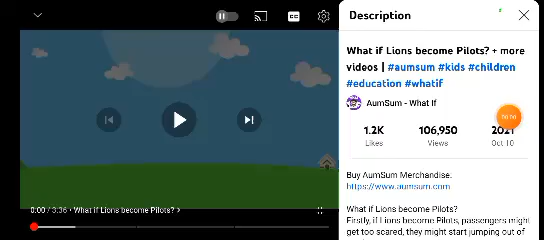 Description
What if Lions become Pilots? + more
videos | #aumsum #kids #children
#education #whatif
AumSum - What If
1.2K
106,950
2021
Likes
Views
Oct 10
00:00
Buy AumSum Merchandise:
https://www.aumsum.com
What if Lions become Pilots?
Firstly, if Lions become Pilots, passengers might
get too scared, they might start jumping out of
CC
0:00 / 3:36 • What if Lions become Pilots? >